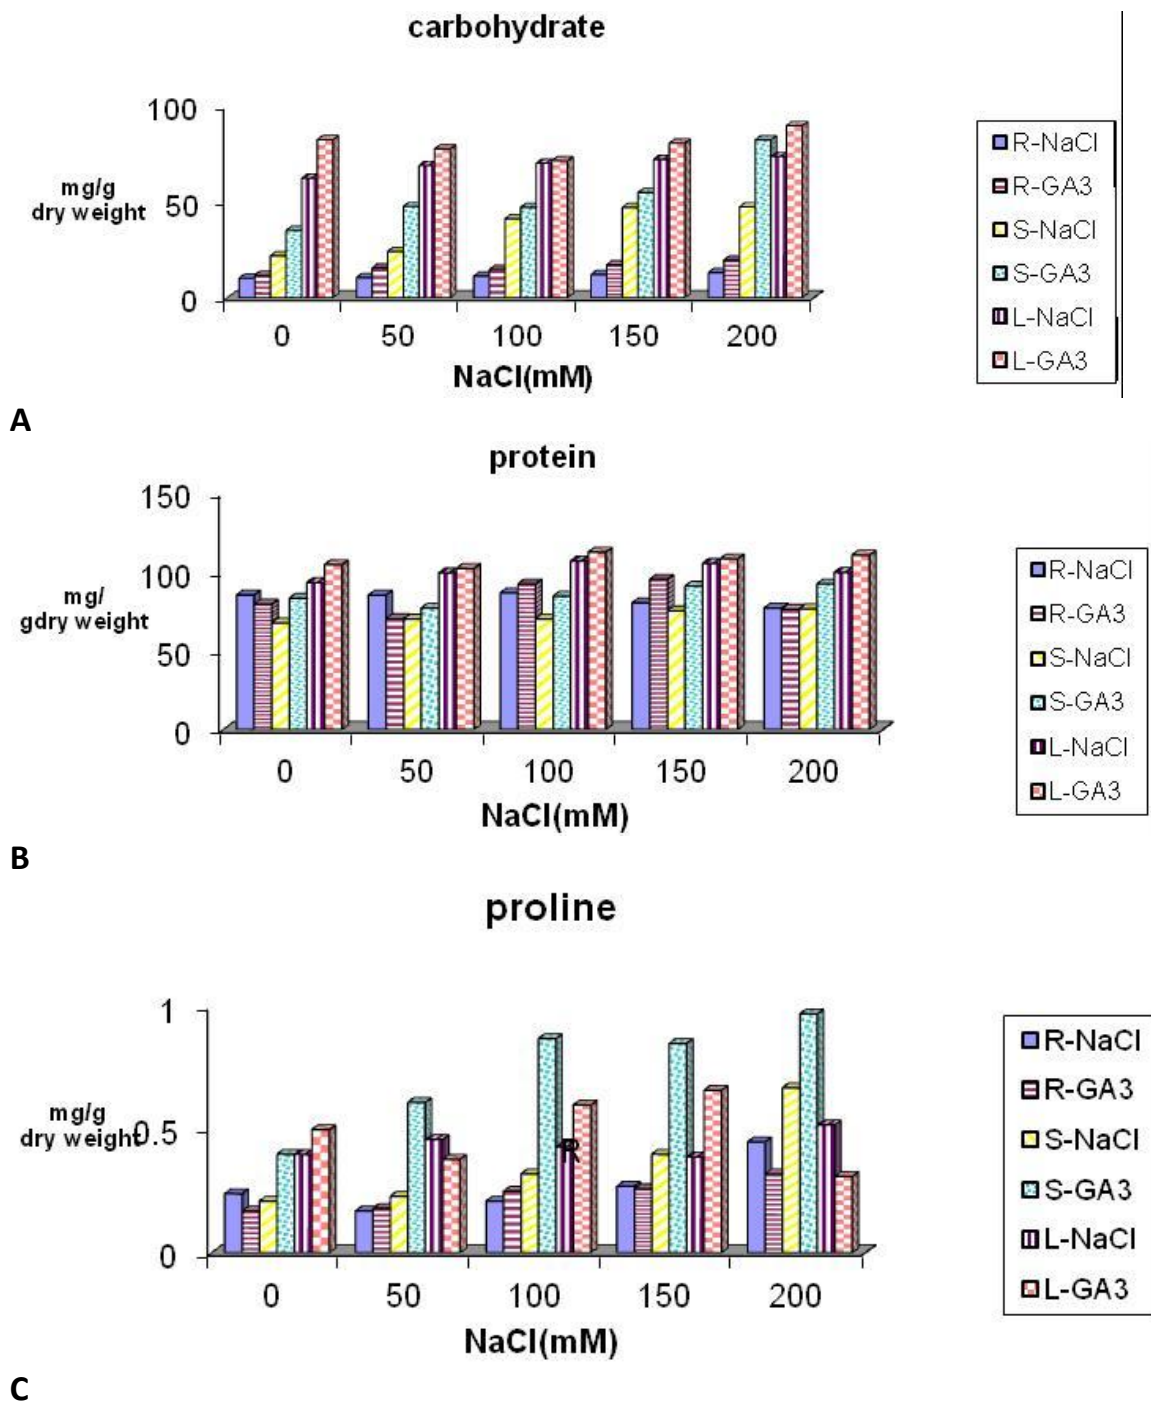 carbohydrate
100
50
0
mg/g
dry weight
0 50 100 150 200
NaCl(mM)
R-NaCl
R-GA3
S-NaCl
S-GA3
L-NaCl
L-GA3
A
protein
150
100
50
0
mg/
gdry weight
0 50 100 150 200
NaCl(mM)
R-NaCl
R-GA3
S-NaCl
S-GA3
L-NaCl
L-GA3
B
proline
1
0.5
0
mg/g
dry weight
R
0 50 100 150 200
NaCl(mM)
R-NaCl
R-GA3
S-NaCl
S-GA3
L-NaCl
L-GA3
C